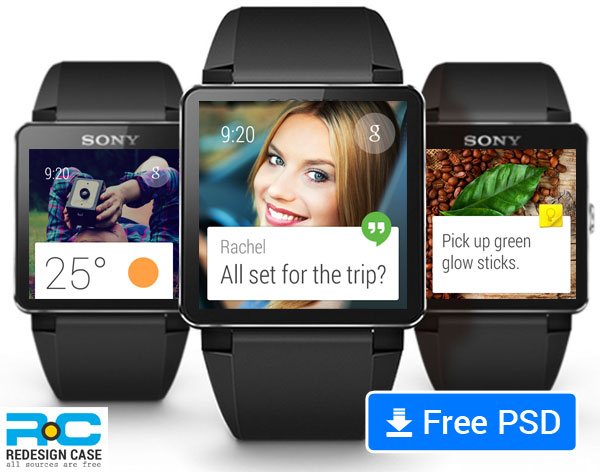 SONY
9:20
g
25°
9:20
g
Rachel
All set for the trip?
SONY
Pick up green
glow sticks.
RC
REDESIGN CASE
all sources are free
Free PSD